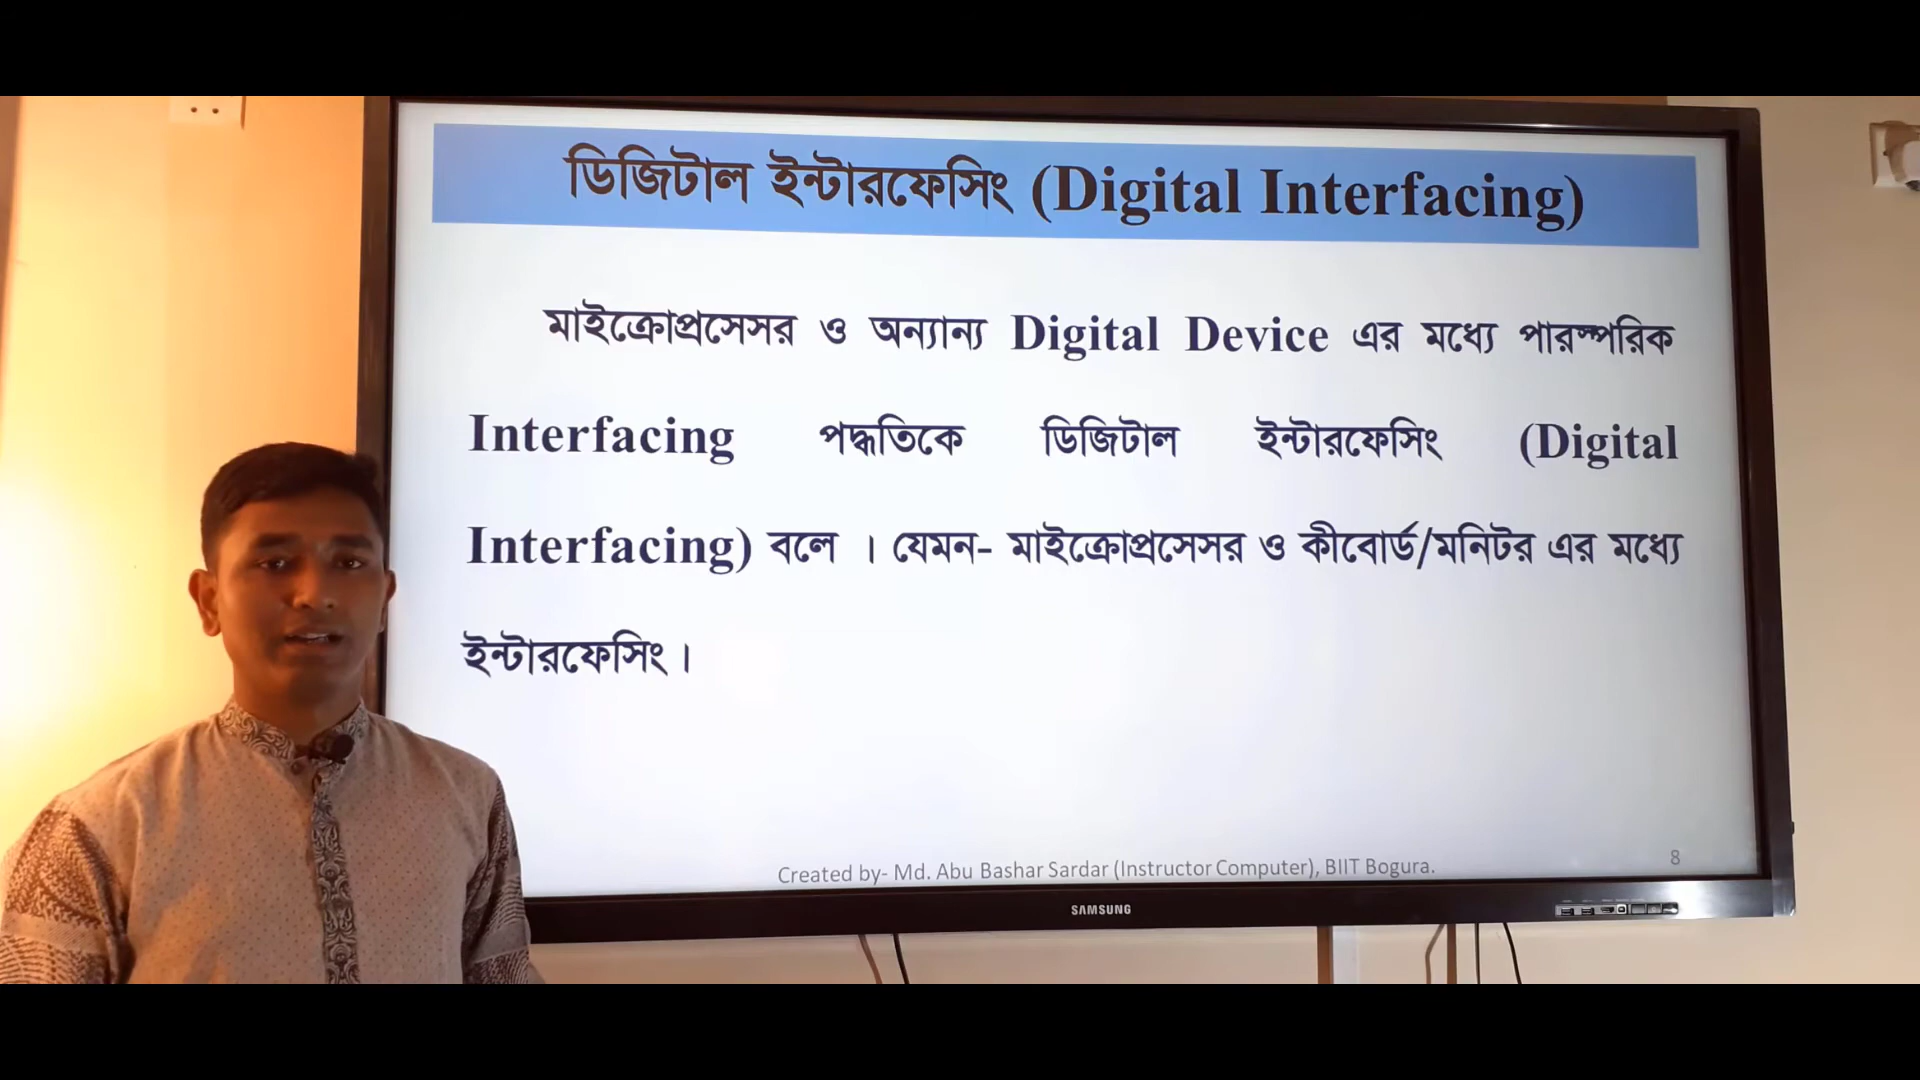 ডিজিটাল ইন্টারফেসিং (Digital Interfacing)
মাইক্রোপ্রসেসর ও অন্যান্য Digital Device এর মধ্যে পারস্পরিক
Interfacing পদ্ধতিকে ডিজিটাল ইন্টারফেসিং (Digital
Interfacing) বলে । যেমন- মাইক্রোপ্রসেসর ও কীবোর্ড/মনিটর এর মধ্যে
ইন্টারফেসিং ।
Created by- Md. Abu Bashar Sardar (Instructor Computer), BIIT Bogura.
8
SAMSUNG